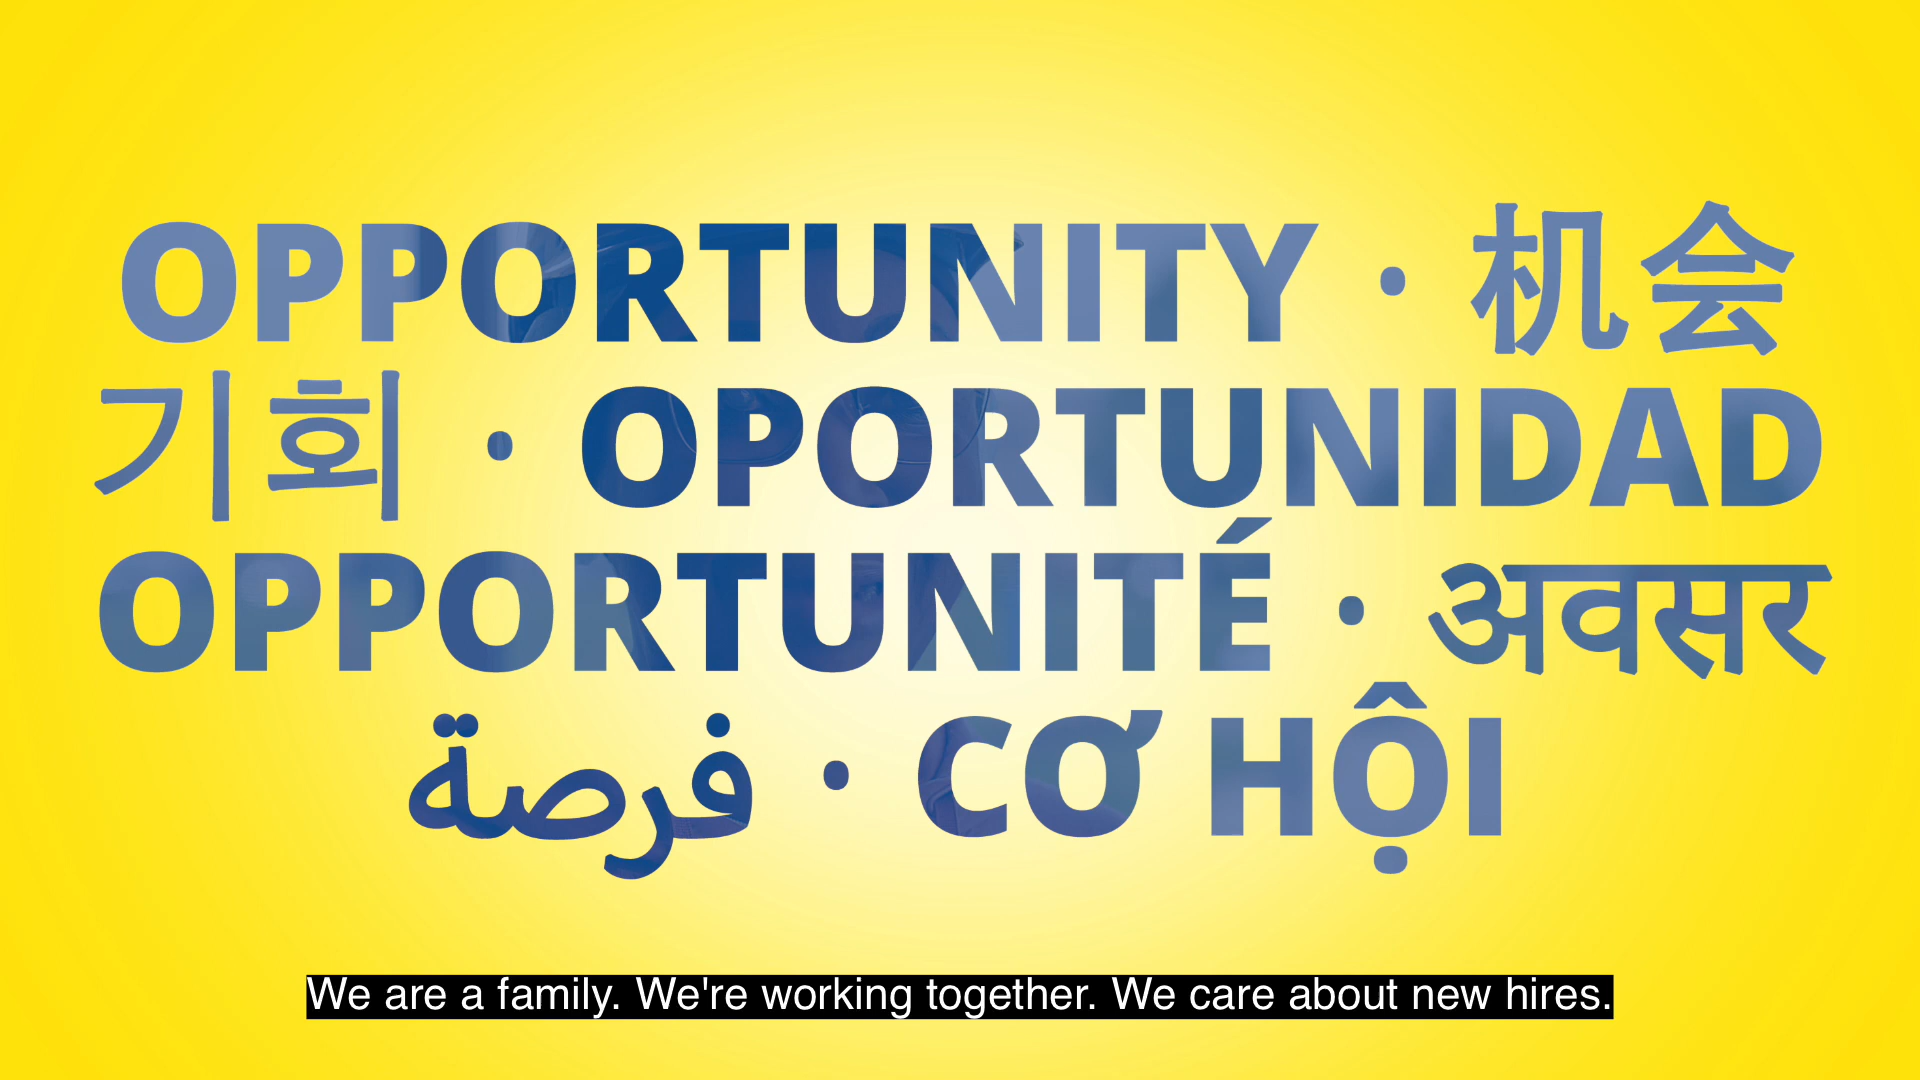 OPPORTUNITY · 机会
기회 · OPORTUNIDAD
OPPORTUNITÉ · अवसर
فرصة · CƠ HỘI
We are a family. We're working together. We care about new hires.